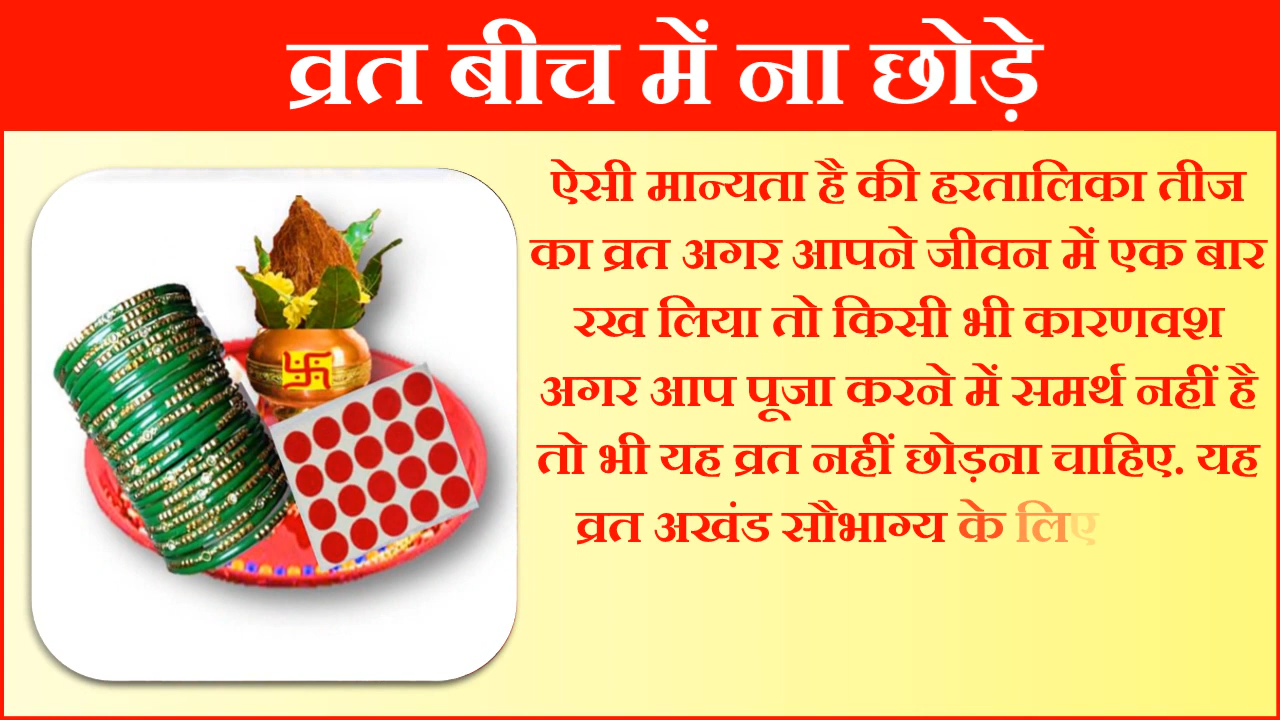 व्रत बीच में ना छोड़े
ऐसी मान्यता है की हरतालिका तीज
का व्रत अगर आपने जीवन में एक बार
रख लिया तो किसी भी कारणवश
अगर आप पूजा करने में समर्थ नहीं है
तो भी यह व्रत नहीं छोड़ना चाहिए. यह
व्रत अखंड सौभाग्य के लिए